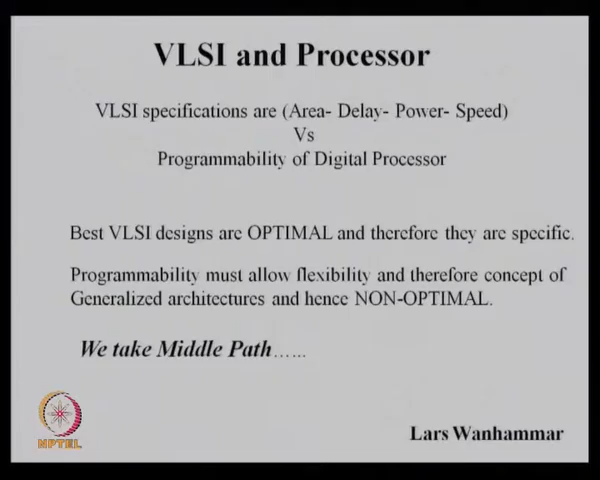 VLSI and Processor
VLSI specifications are (Area- Delay- Power- Speed)
Vs
Programmability of Digital Processor
Best VLSI designs are OPTIMAL and therefore they are specific.
Programmability must allow flexibility and therefore concept of
Generalized architectures and hence NON-OPTIMAL.
We take Middle Path......
NPTEL
Lars Wanhammar